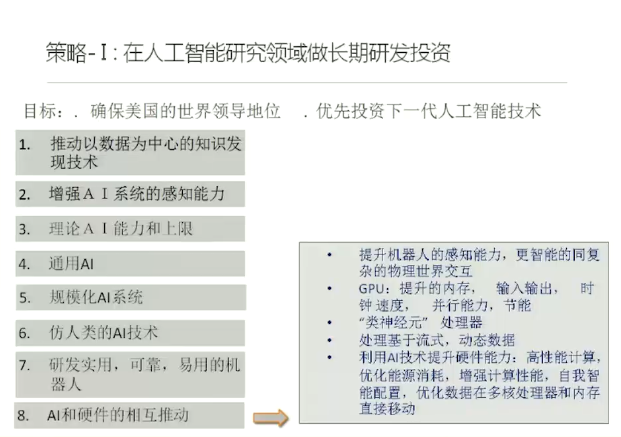 策略-I：在人工智能研究领域做长期研发投资
目标：．确保美国的世界领导地位　．优先投资下一代人工智能技术
1. 推动以数据为中心的知识发
现技术
2. 增强ＡＩ系统的感知能力
3. 理论ＡＩ能力和上限
4. 通用AI
5. 规模化AI系统
6. 仿人类的AI技术
7. 研发实用，可靠，易用的机
器人
8. AI和硬件的相互推动
• 提升机器人的感知能力，更智能的同复
杂的物理世界交互
• GPU：提升的内存， 输入输出， 时
钟 速度， 并行能力，节能
• “类神经元” 处理器
• 处理基于流式，动态数据
• 利用AI技术提升硬件能力：高性能计算，
优化能源消耗，增强计算性能，自我智
能配置，优化数据在多核处理器和内存
直接移动